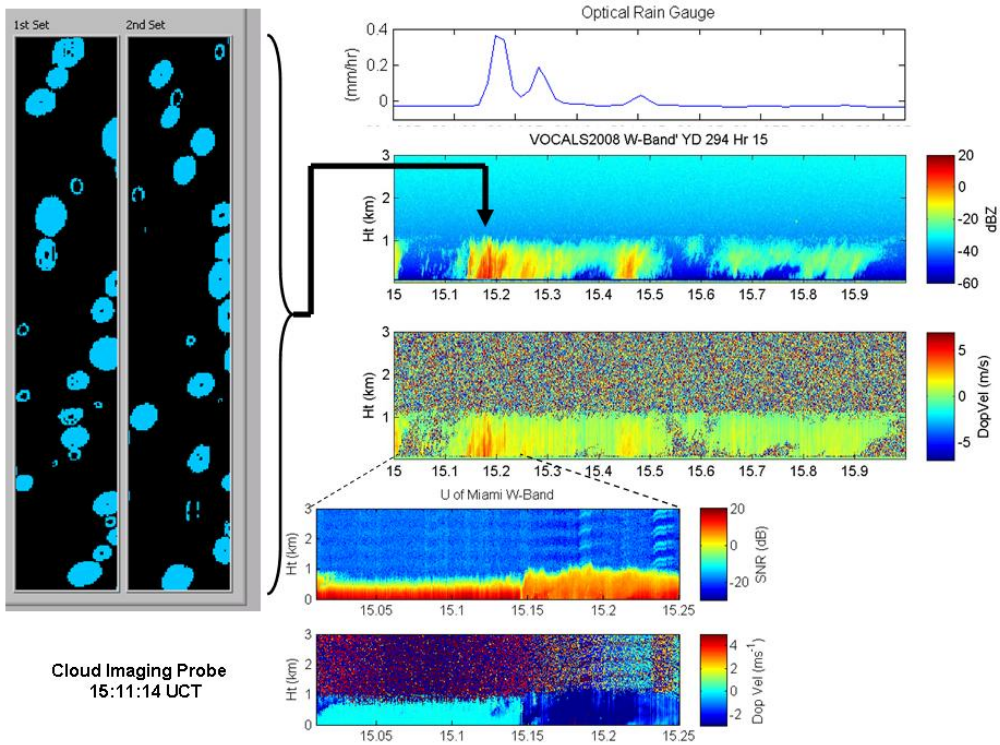 1st Set
2nd Set
Cloud Imaging Probe
15:11:14 UCT
Optical Rain Gauge
(mm/hr)
0.4
0.2
0
VOCALS2008 W-Band' YD 294 Hr 15
Ht (km)
3
2
1
15 15.1 15.2 15.3 15.4 15.5 15.6 15.7 15.8 15.9
20
0
-20
-40
-60
dBZ
Ht (km)
3
2
1
15 15.1 15.2 15.3 15.4 15.5 15.6 15.7 15.8 15.9
5
0
-5
DopVel (m/s)
U of Miami W-Band
Ht (km)
3
2
1
0
15.05 15.1 15.15 15.2 15.25
20
0
-20
SNR (dB)
Ht (km)
3
2
1
0
15.05 15.1 15.15 15.2 15.25
4
2
0
-2
Dop Vel (ms-1)